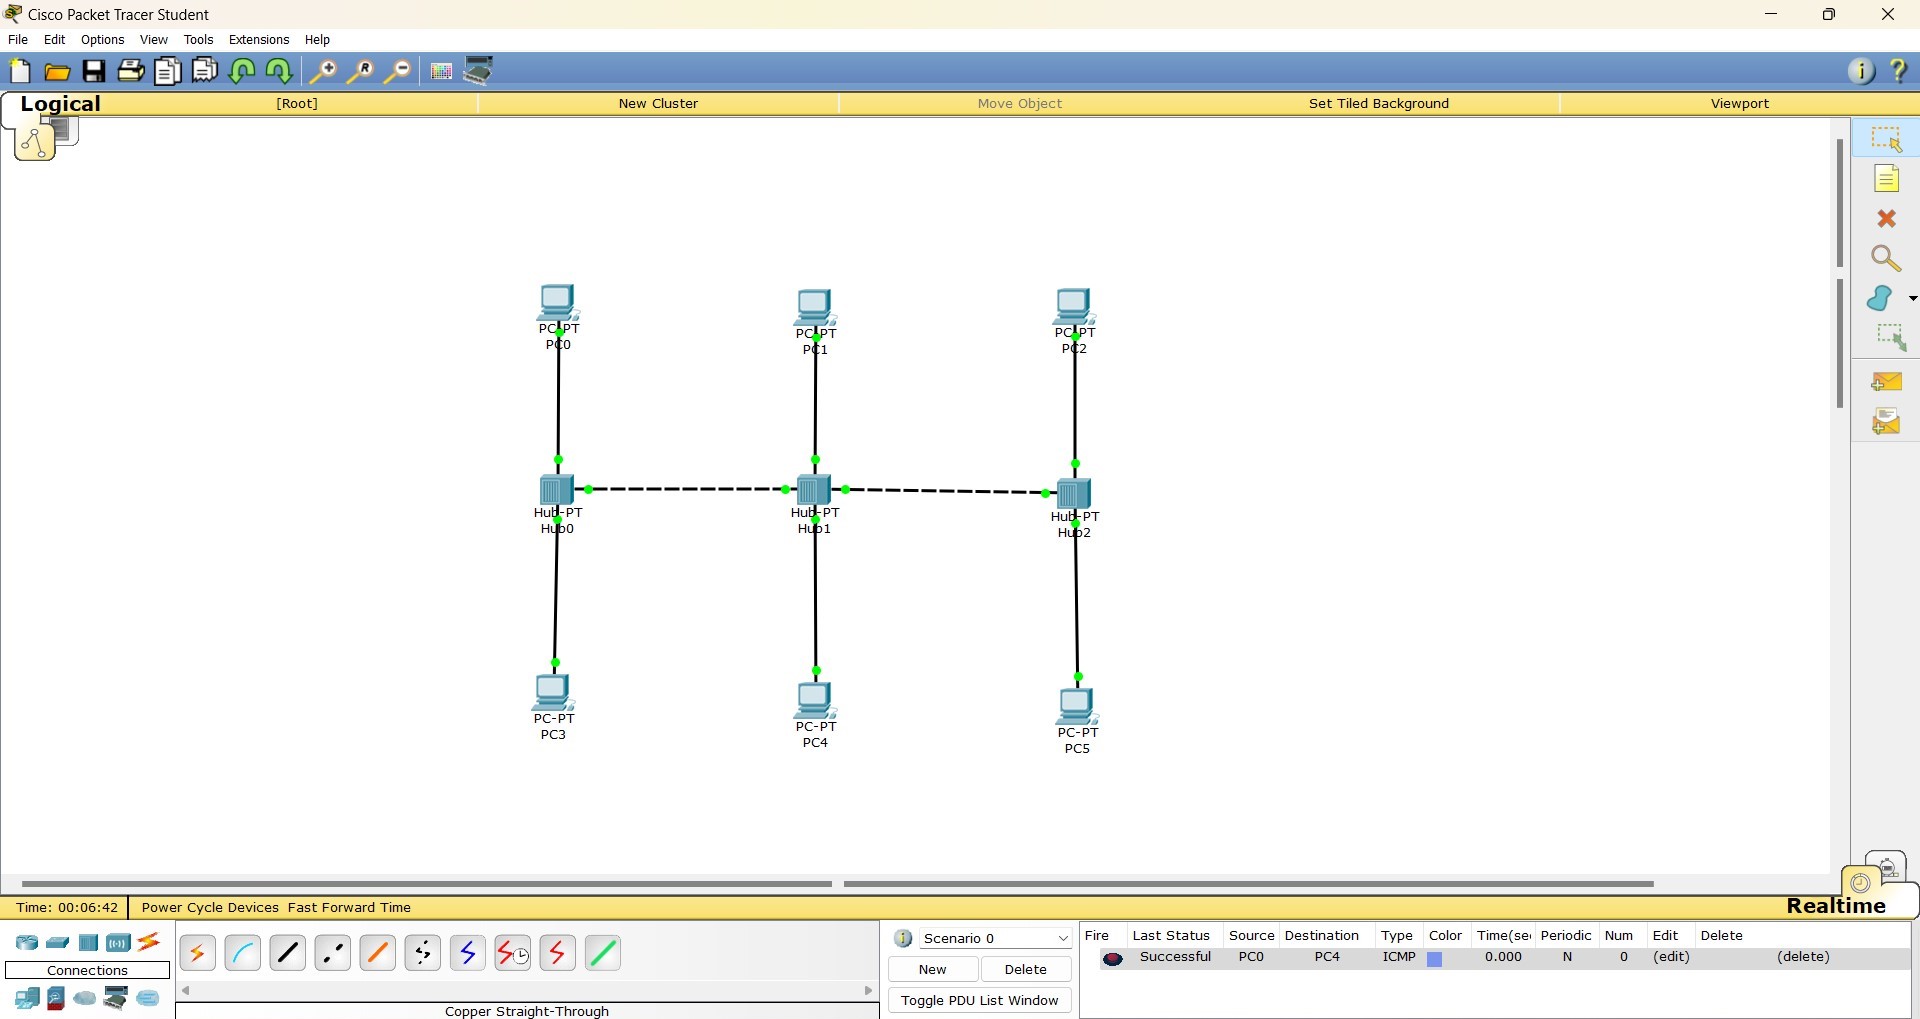 Cisco Packet Tracer Student
File Edit Options View Tools Extensions Help
Logical [Root] New Cluster Move Object Set Tiled Background Viewport
PC-PT PC-PT PC-PT
PC0 PC1 PC2
Hub-PT Hub-PT Hub-PT
Hub0 Hub1 Hub2
PC-PT PC-PT PC-PT
PC3 PC4 PC5
Time: 00:06:42 Power Cycle Devices Fast Forward Time Realtime
Connections
Copper Straight-Through
Scenario 0
New Delete
Toggle PDU List Window
Fire Last Status Source Destination Type Color Time(se Periodic Num Edit Delete
Successful PC0 PC4 ICMP 0.000 N 0 (edit) (delete)